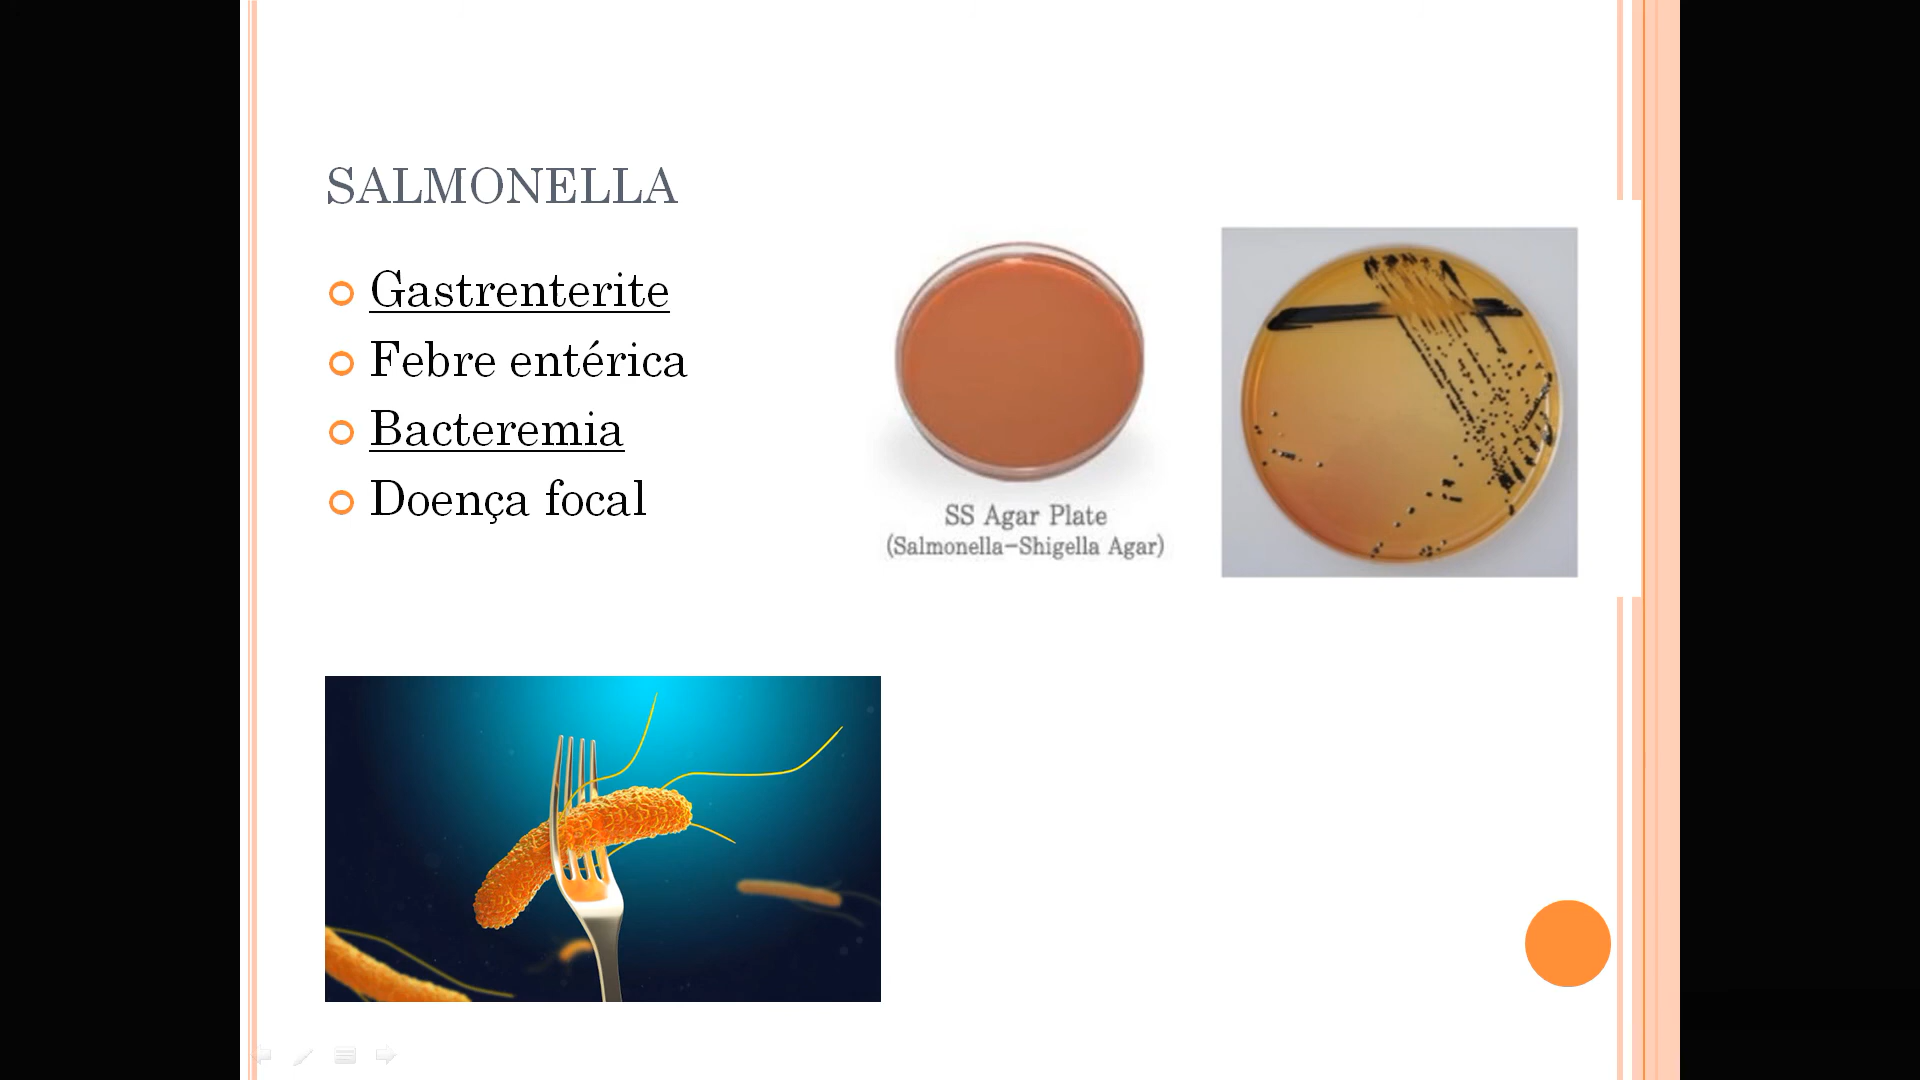 SALMONELLA
Gastrenterite
Febre entérica
Bacteremia
Doença focal
SS Agar Plate
(Salmonella-Shigella Agar)